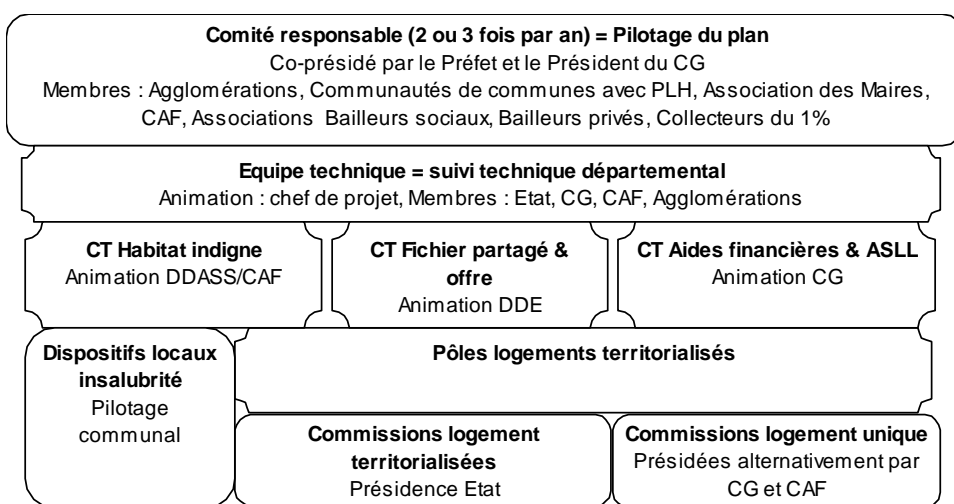 Comité responsable (2 ou 3 fois par an) = Pilotage du plan
Co-présidé par le Préfet et le Président du CG
Membres : Agglomérations, Communautés de communes avec PLH, Association des Maires,
CAF, Associations Bailleurs sociaux, Bailleurs privés, Collecteurs du 1%
Equipe technique = suivi technique départemental
Animation : chef de projet, Membres : Etat, CG, CAF, Agglomérations
CT Habitat indigne
Animation DDASS/CAF
CT Fichier partagé &
offre
Animation DDE
CT Aides financières & ASLL
Animation CG
Dispositifs locaux
insalubrité
Pilotage
communal
Pôles logements territorialisés
Commissions logement
territorialisées
Présidence Etat
Commissions logement unique
Présidées alternativement par
CG et CAF